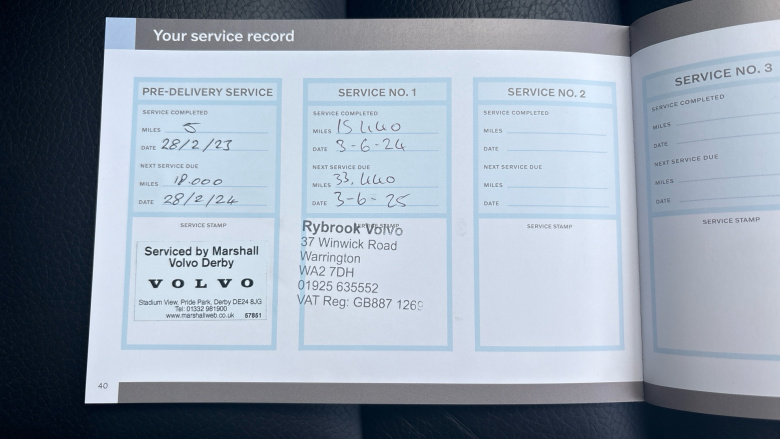 Your service record
PRE-DELIVERY SERVICE
SERVICE COMPLETED
MILES 5
DATE 28/2/23
NEXT SERVICE DUE
MILES 18.000
DATE 28/2/24
SERVICE STAMP
Serviced by Marshall
Volvo Derby
VOLVO
Stadium View, Pride Park, Derby DE24 8JG
Tel: 01332 981900
www.marshallweb.co.uk 57851
SERVICE NO. 1
SERVICE COMPLETED
MILES 15440
DATE 3-6-24
NEXT SERVICE DUE
MILES 33,440
DATE 3-6-25
Rybrook Volvo
37 Winwick Road
Warrington
WA2 7DH
01925 635552
VAT Reg: GB887 1269
SERVICE NO. 2
SERVICE COMPLETED
MILES
DATE
NEXT SERVICE DUE
MILES
DATE
SERVICE STAMP
SERVICE NO. 3
SERVICE COMPLETED
MILES
DATE
NEXT SERVICE DUE
MILES
DATE
SERVICE STAMP
40